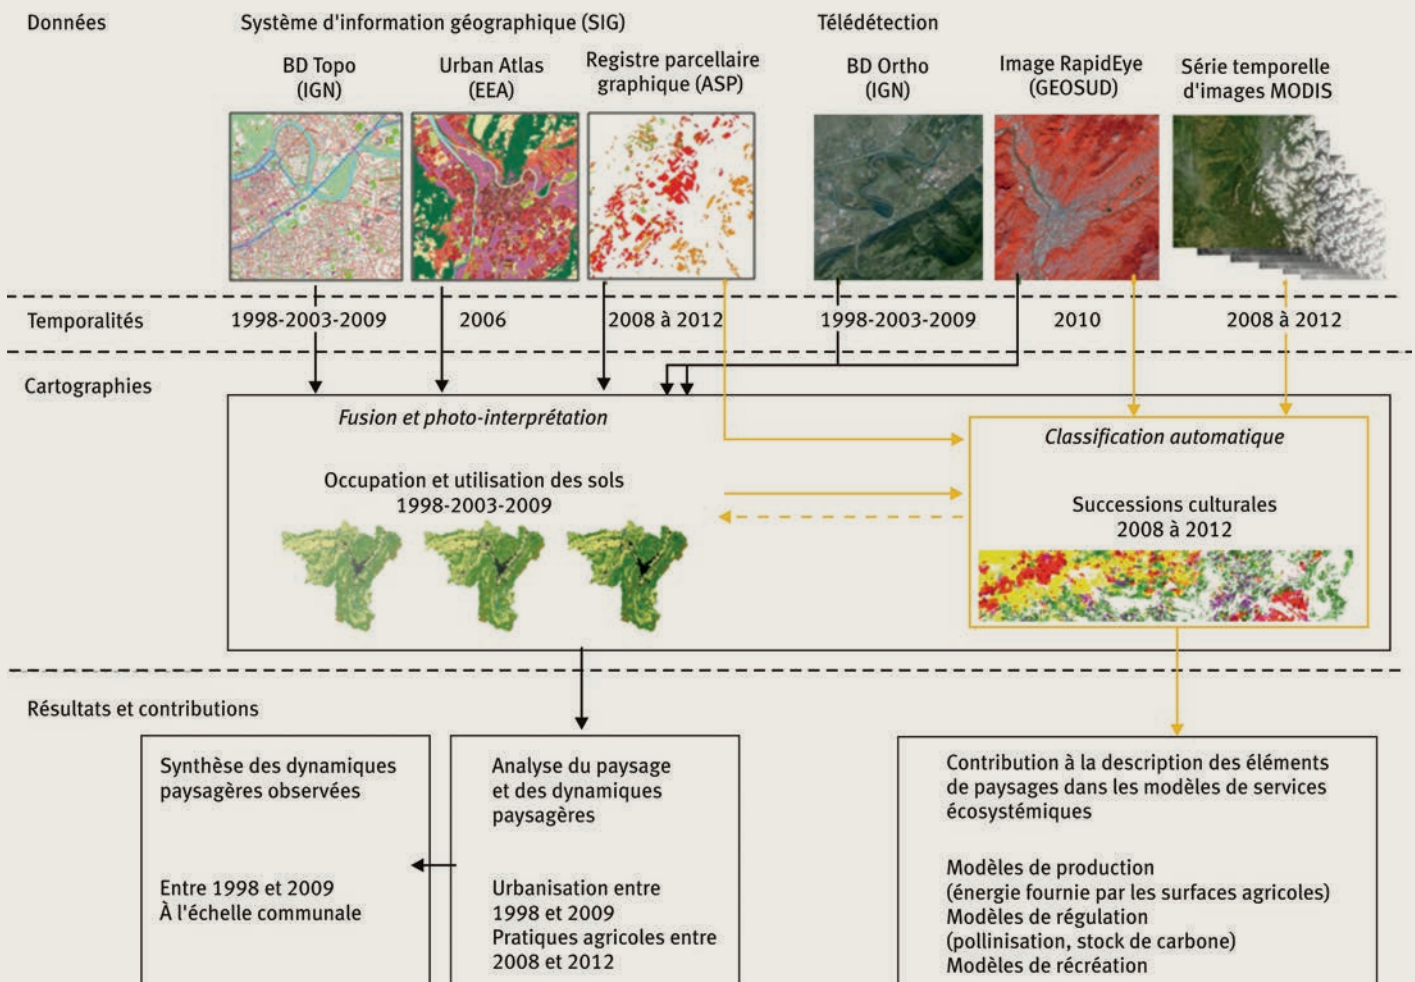 Données
Système d'information géographique (SIG)
Télédétection
BD Topo
(IGN)
Urban Atlas
(EEA)
Registre parcellaire
graphique (ASP)
BD Ortho
(IGN)
Image RapidEye
(GEOSUD)
Série temporelle
d'images MODIS
Temporalités
1998-2003-2009
2006
2008 à 2012
1998-2003-2009
2010
2008 à 2012
Cartographies
Fusion et photo-interprétation
Occupation et utilisation des sols
1998-2003-2009
Classification automatique
Successions culturales
2008 à 2012
Résultats et contributions
Synthèse des dynamiques
paysagères observées
Entre 1998 et 2009
À l'échelle communale
Analyse du paysage
et des dynamiques
paysagères
Urbanisation entre
1998 et 2009
Pratiques agricoles entre
2008 et 2012
Contribution à la description des éléments
de paysages dans les modèles de services
écosystémiques
Modèles de production
(énergie fournie par les surfaces agricoles)
Modèles de régulation
(pollinisation, stock de carbone)
Modèles de récréation